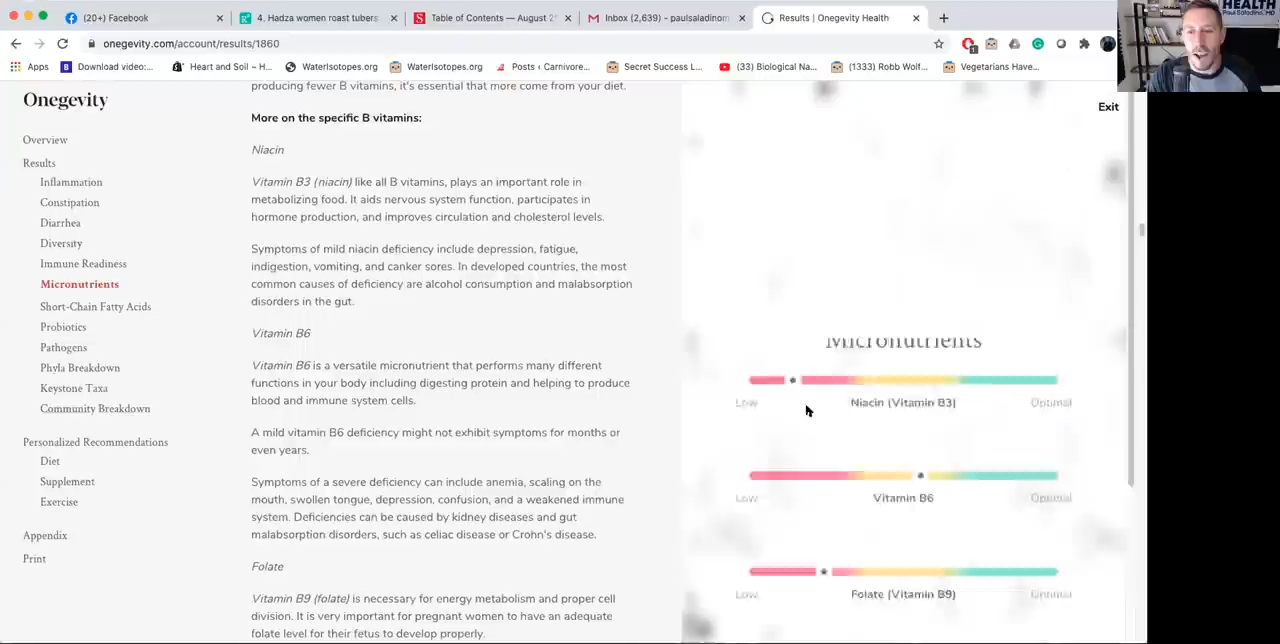 (20+) Facebook
4. Hadza women roast tubers
Table of Contents — August 2
Inbox (2,639) - paulsaladinom
Results | Onegevity Health
onegevity.com/account/results/1860
Apps
Download video:...
Heart and Soil ~ H...
WaterIsotopes.org
WaterIsotopes.org
Posts ‹ Carnivore...
Secret Success L...
(33) Biological Na...
(1333) Robb Wolf...
Vegetarians Have...
HEALTH
Paul Saladino, MD
Onegevity
Exit
Overview
Results
Inflammation
Constipation
Diarrhea
Diversity
Immune Readiness
Micronutrients
Short-Chain Fatty Acids
Probiotics
Pathogens
Phyla Breakdown
Keystone Taxa
Community Breakdown
Personalized Recommendations
Diet
Supplement
Exercise
Appendix
Print
producing fewer B vitamins, it's essential that more come from your diet.
More on the specific B vitamins:
Niacin
Vitamin B3 (niacin) like all B vitamins, plays an important role in
metabolizing food. It aids nervous system function, participates in
hormone production, and improves circulation and cholesterol levels.
Symptoms of mild niacin deficiency include depression, fatigue,
indigestion, vomiting, and canker sores. In developed countries, the most
common causes of deficiency are alcohol consumption and malabsorption
disorders in the gut.
Vitamin B6
Vitamin B6 is a versatile micronutrient that performs many different
functions in your body including digesting protein and helping to produce
blood and immune system cells.
A mild vitamin B6 deficiency might not exhibit symptoms for months or
even years.
Symptoms of a severe deficiency can include anemia, scaling on the
mouth, swollen tongue, depression, confusion, and a weakened immune
system. Deficiencies can be caused by kidney diseases and gut
malabsorption disorders, such as celiac disease or Crohn's disease.
Folate
Vitamin B9 (folate) is necessary for energy metabolism and proper cell
division. It is very important for pregnant women to have an adequate
folate level for their fetus to develop properly.
Micronutrients
Low Niacin (Vitamin B3) Optimal
Low Vitamin B6 Optimal
Low Folate (Vitamin B9) Optimal